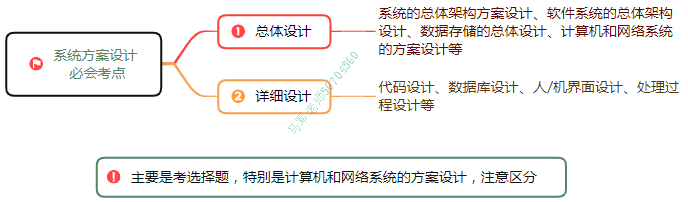 系统方案设计
必会考点
1 总体设计
系统的总体架构方案设计、软件系统的总体架构
设计、数据存储的总体设计、计算机和网络系统
的方案设计等
2 详细设计
代码设计、数据库设计、人/机界面设计、处理过
程设计等
主要是考选择题，特别是计算机和网络系统的方案设计，注意区分